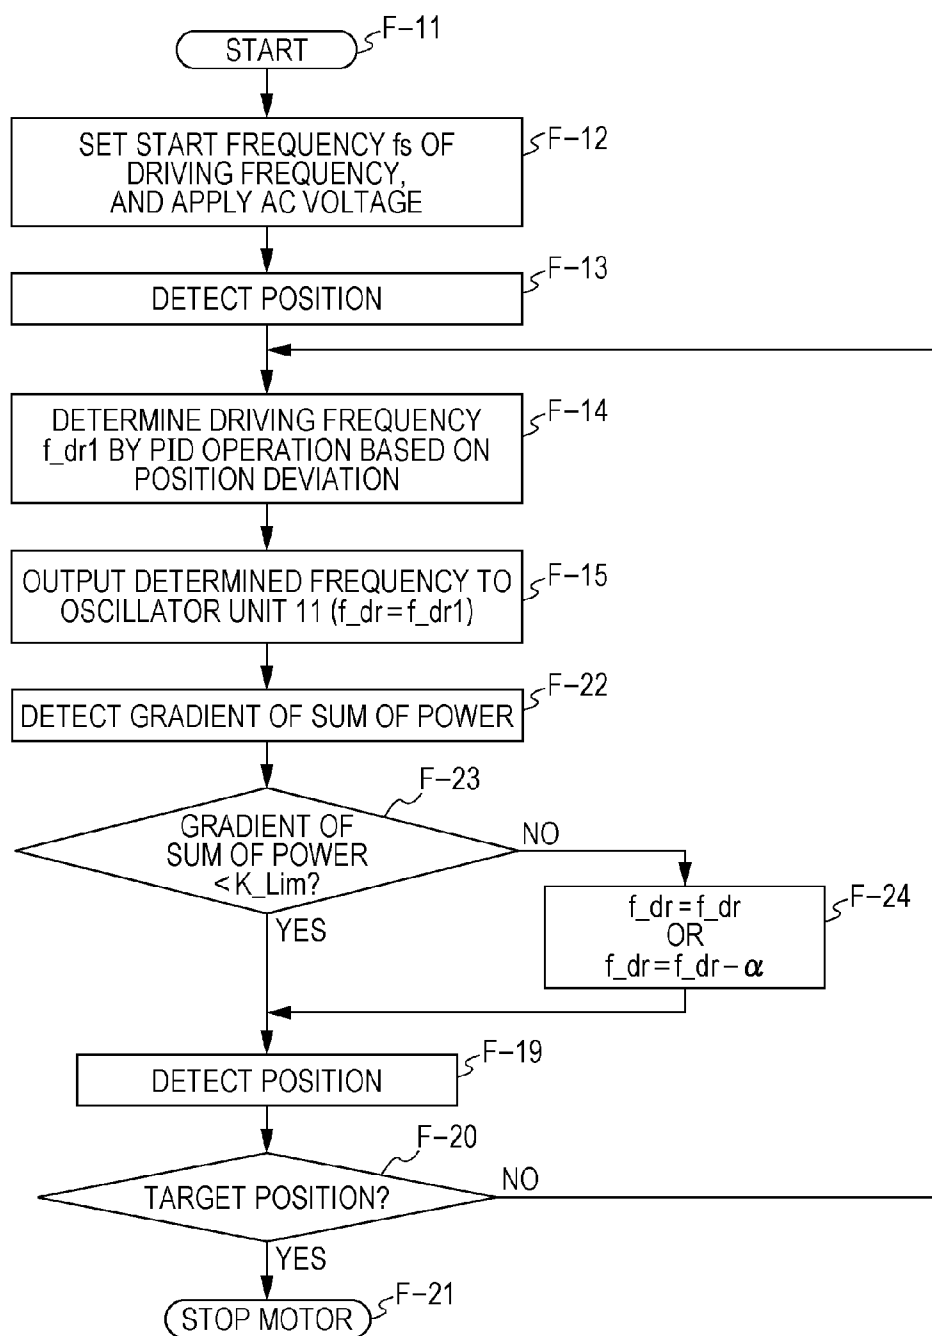 START
F-11
SET START FREQUENCY fs OF
DRIVING FREQUENCY,
AND APPLY AC VOLTAGE
F-12
DETECT POSITION
F-13
DETERMINE DRIVING FREQUENCY
f_dr1 BY PID OPERATION BASED ON
POSITION DEVIATION
F-14
OUTPUT DETERMINED FREQUENCY TO
OSCILLATOR UNIT 11 (f_dr = f_dr1)
F-15
DETECT GRADIENT OF SUM OF POWER
F-22
GRADIENT OF
SUM OF POWER
< K_Lim?
F-23
NO
YES
f_dr = f_dr
OR
f_dr = f_dr - α
F-24
DETECT POSITION
F-19
TARGET POSITION?
F-20
NO
YES
STOP MOTOR
F-21